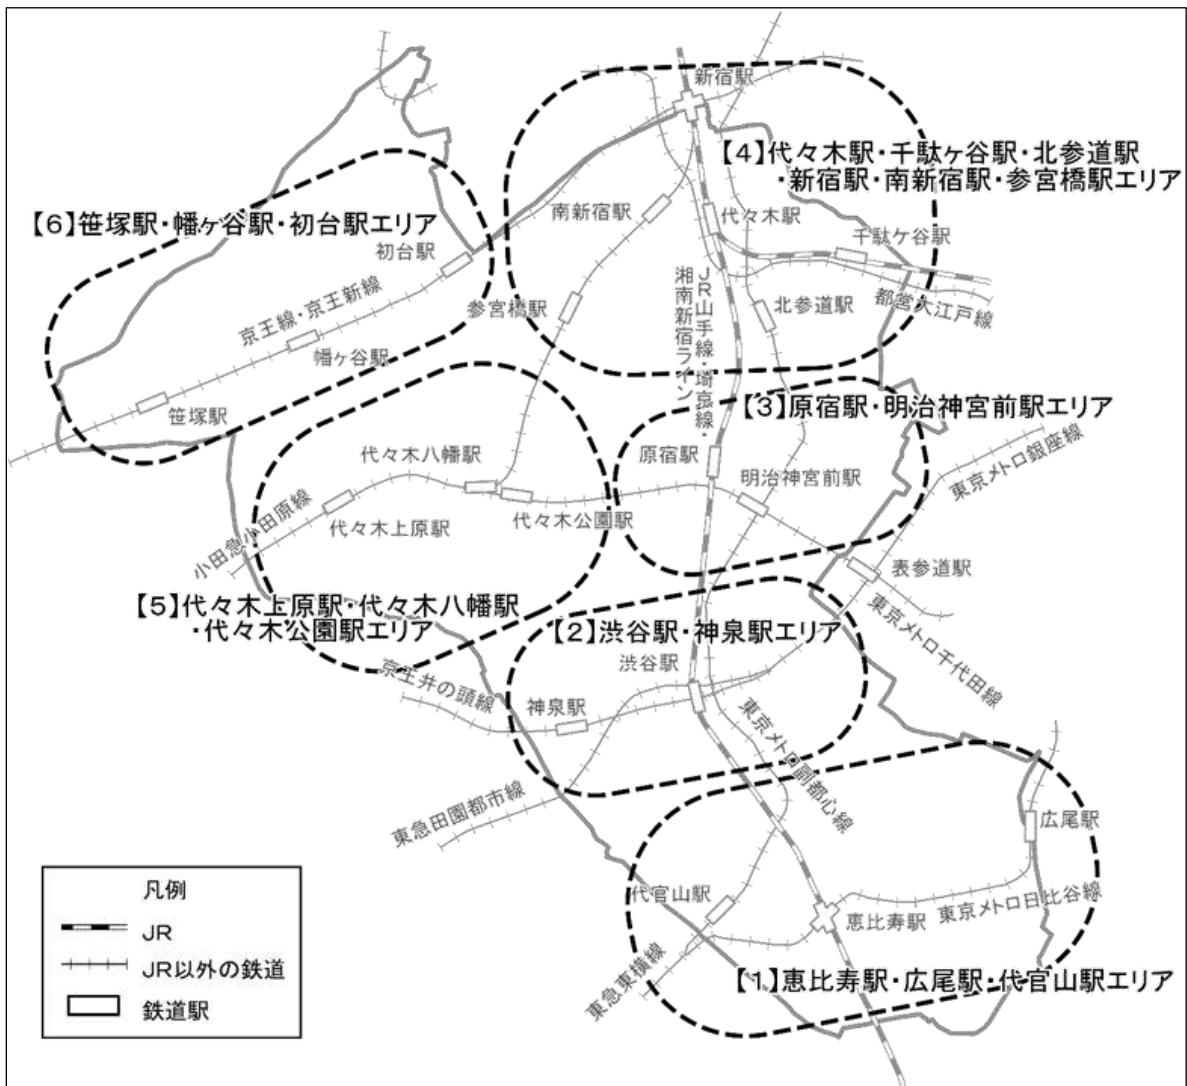 新宿駅
【4】代々木駅・千駄ヶ谷駅・北参道駅
・新宿駅・南新宿駅・参宮橋駅エリア
南新宿駅
代々木駅
【6】笹塚駅・幡ヶ谷駅・初台駅エリア
千駄ケ谷駅
初台駅
JR山手線・埼京線・
湘南新宿ライン
京王線・京王新線
参宮橋駅
北参道駅
都営大江戸線
幡ヶ谷駅
笹塚駅
【3】原宿駅・明治神宮前駅エリア
代々木八幡駅
原宿駅
明治神宮前駅
東京メトロ銀座線
小田急小田原線
代々木上原駅
代々木公園駅
表参道駅
【5】代々木上原駅・代々木八幡駅
・代々木公園駅エリア
【2】渋谷駅・神泉駅エリア
東京メトロ千代田線
渋谷駅
京王井の頭線
神泉駅
東京メトロ副都心線
東急田園都市線
広尾駅
代官山駅
恵比寿駅
東京メトロ日比谷線
東急東横線
【1】恵比寿駅・広尾駅・代官山駅エリア
凡例
JR
JR以外の鉄道
鉄道駅